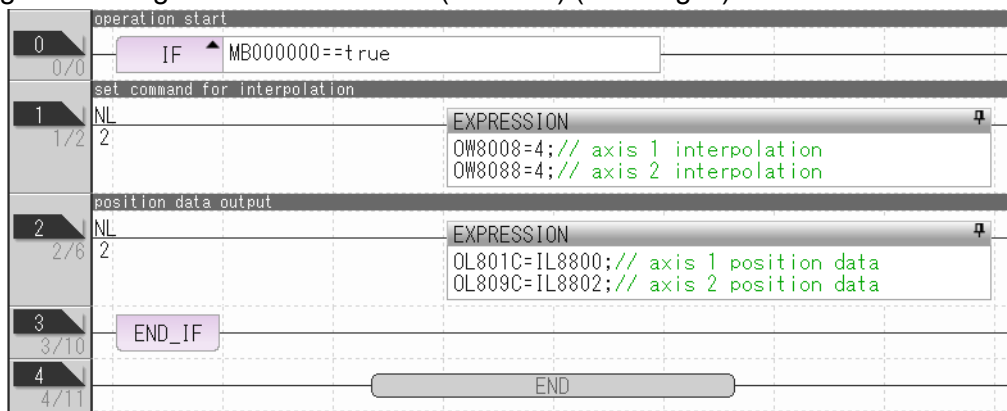 operation start
0
0/0
IF MB000000==true
set command for interpolation
1
1/2
NL
2
EXPRESSION
OW8008=4;// axis 1 interpolation
OW8088=4;// axis 2 interpolation
position data output
2
2/6
NL
2
EXPRESSION
OL801C=IL8800;// axis 1 position data
OL809C=IL8802;// axis 2 position data
3
3/10
END_IF
4
4/11
END